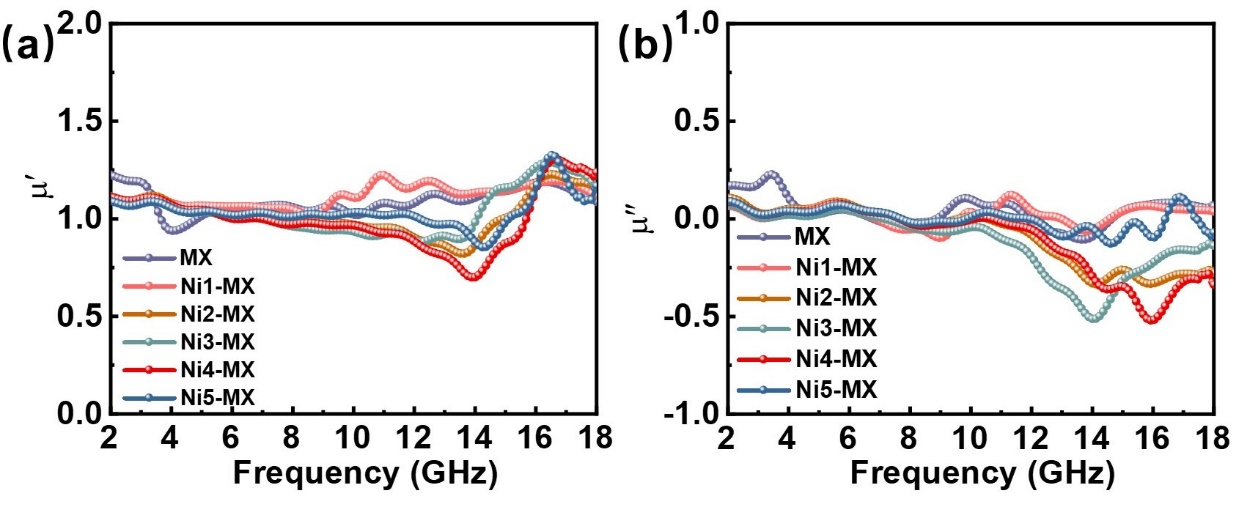 (a)
2.0
1.5
1.0
0.5
0.0
μ′
MX
Ni1-MX
Ni2-MX
Ni3-MX
Ni4-MX
Ni5-MX
2 4 6 8 10 12 14 16 18
Frequency (GHz)
(b)
1.0
0.5
0.0
-0.5
-1.0
μ″
MX
Ni1-MX
Ni2-MX
Ni3-MX
Ni4-MX
Ni5-MX
2 4 6 8 10 12 14 16 18
Frequency (GHz)